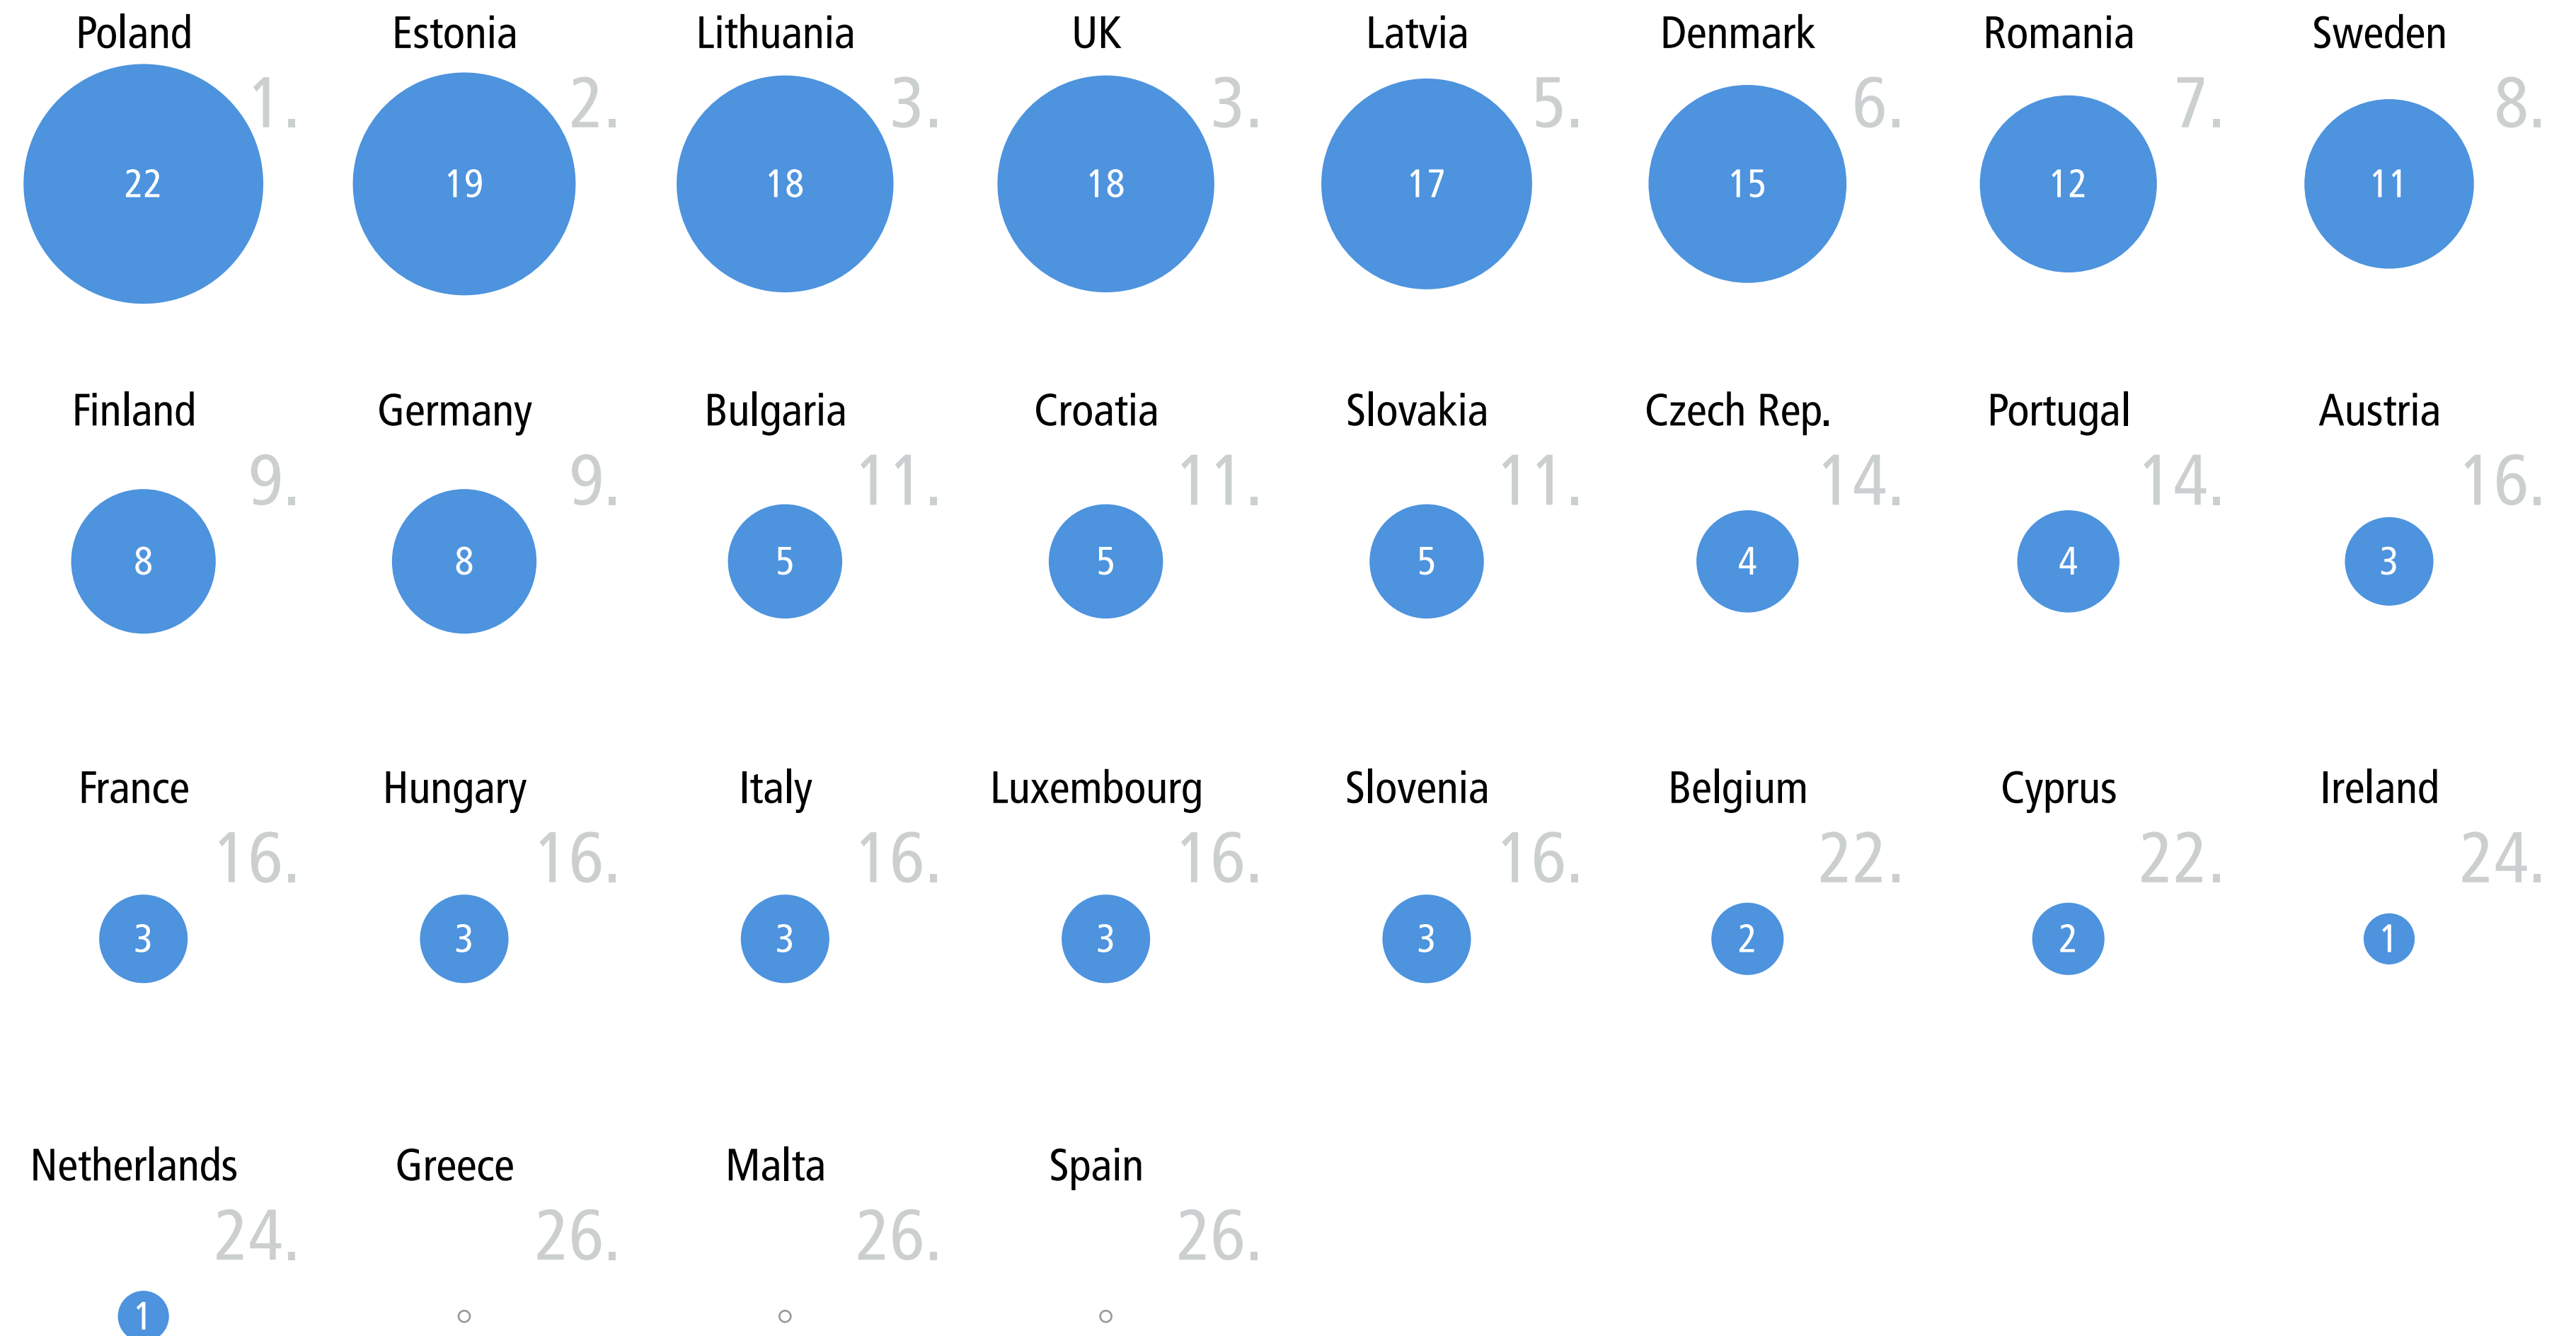 Poland Estonia Lithuania UK Latvia Denmark Romania Sweden
1. 2. 3. 3. 5. 6. 7. 8.
22 19 18 18 17 15 12 11
Finland Germany Bulgaria Croatia Slovakia Czech Rep. Portugal Austria
9. 9. 11. 11. 11. 14. 14. 16.
8 8 5 5 5 4 4 3
France Hungary Italy Luxembourg Slovenia Belgium Cyprus Ireland
16. 16. 16. 16. 16. 22. 22. 24.
3 3 3 3 3 2 2 1
Netherlands Greece Malta Spain
24. 26. 26. 26.
1